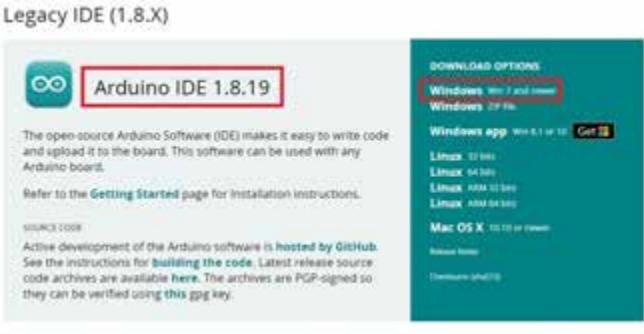 Legacy IDE (1.8.X)
Arduino IDE 1.8.19
The open-source Arduino Software (IDE) makes it easy to write code
and upload it to the board. This software can be used with any
Arduino board.
Refer to the Getting Started page for Installation instructions.
SOURCE CODE
Active development of the Arduino software is hosted by GitHub.
See the instructions for building the code. Latest release source
code archives are available here. The archives are PGP-signed so
they can be verified using this gpg key.
DOWNLOAD OPTIONS
Windows Win 7 and newer
Windows ZIP file
Windows app Win 8.1 or 10 Get
Linux 32 bits
Linux 64 bits
Linux ARM 32 bits
Linux ARM 64 bits
Mac OS X 10.10 or newer
Release Notes
Checksums (sha512)